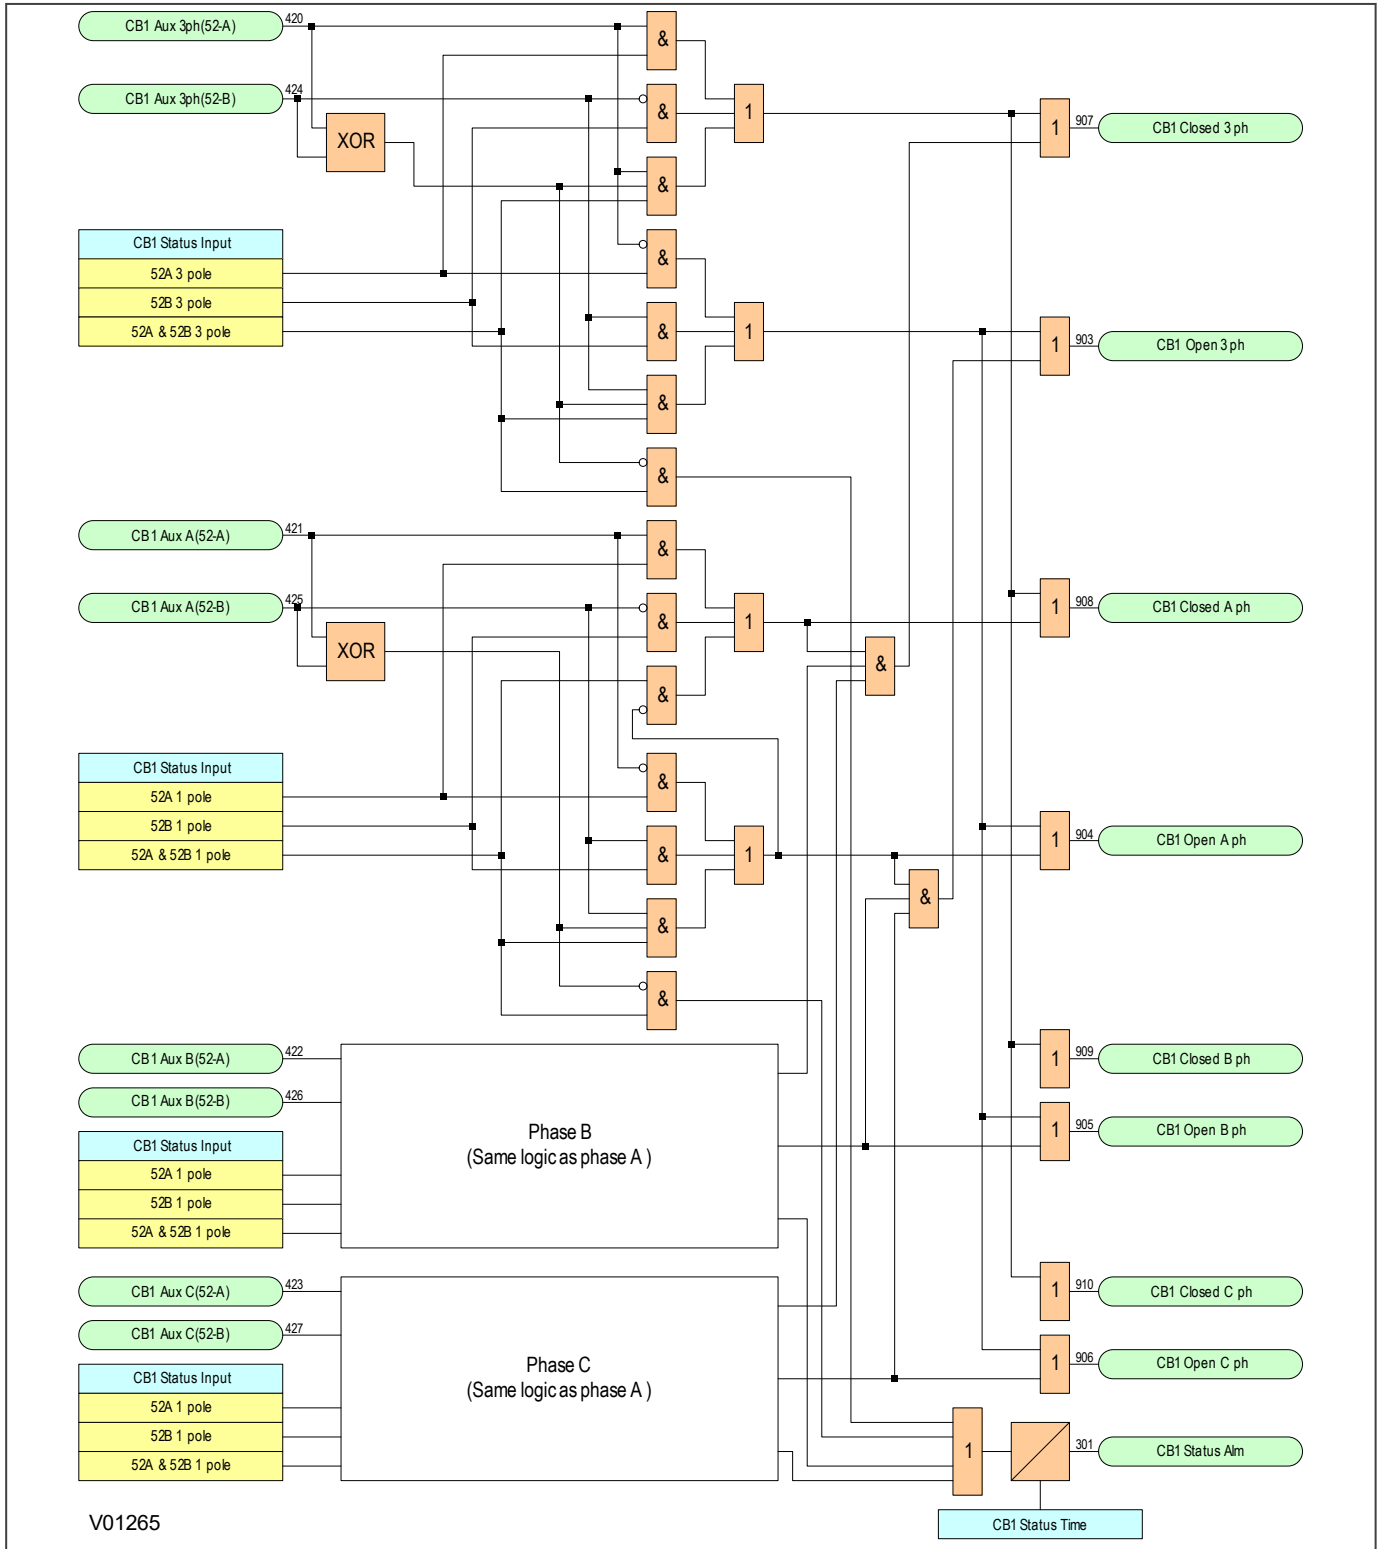 CB1 Aux 3ph(52-A)
420
&
CB1 Aux 3ph(52-B)
424
XOR
&
1
1
907
CB1 Closed 3 ph
&
CB1 Status Input
52A 3 pole
52B 3 pole
52A & 52B 3 pole
&
&
1
1
903
CB1 Open 3 ph
&
&
CB1 Aux A(52-A)
421
&
CB1 Aux A(52-B)
425
XOR
&
1
1
908
CB1 Closed A ph
&
&
CB1 Status Input
52A 1 pole
52B 1 pole
52A & 52B 1 pole
&
&
1
1
904
CB1 Open A ph
&
&
&
CB1 Aux B(52-A)
422
CB1 Aux B(52-B)
426
CB1 Status Input
52A 1 pole
52B 1 pole
52A & 52B 1 pole
Phase B
(Same logic as phase A )
1
909
CB1 Closed B ph
1
905
CB1 Open B ph
CB1 Aux C(52-A)
423
CB1 Aux C(52-B)
427
CB1 Status Input
52A 1 pole
52B 1 pole
52A & 52B 1 pole
Phase C
(Same logic as phase A )
1
910
CB1 Closed C ph
1
906
CB1 Open C ph
1
301
CB1 Status Alm
CB1 Status Time
V01265